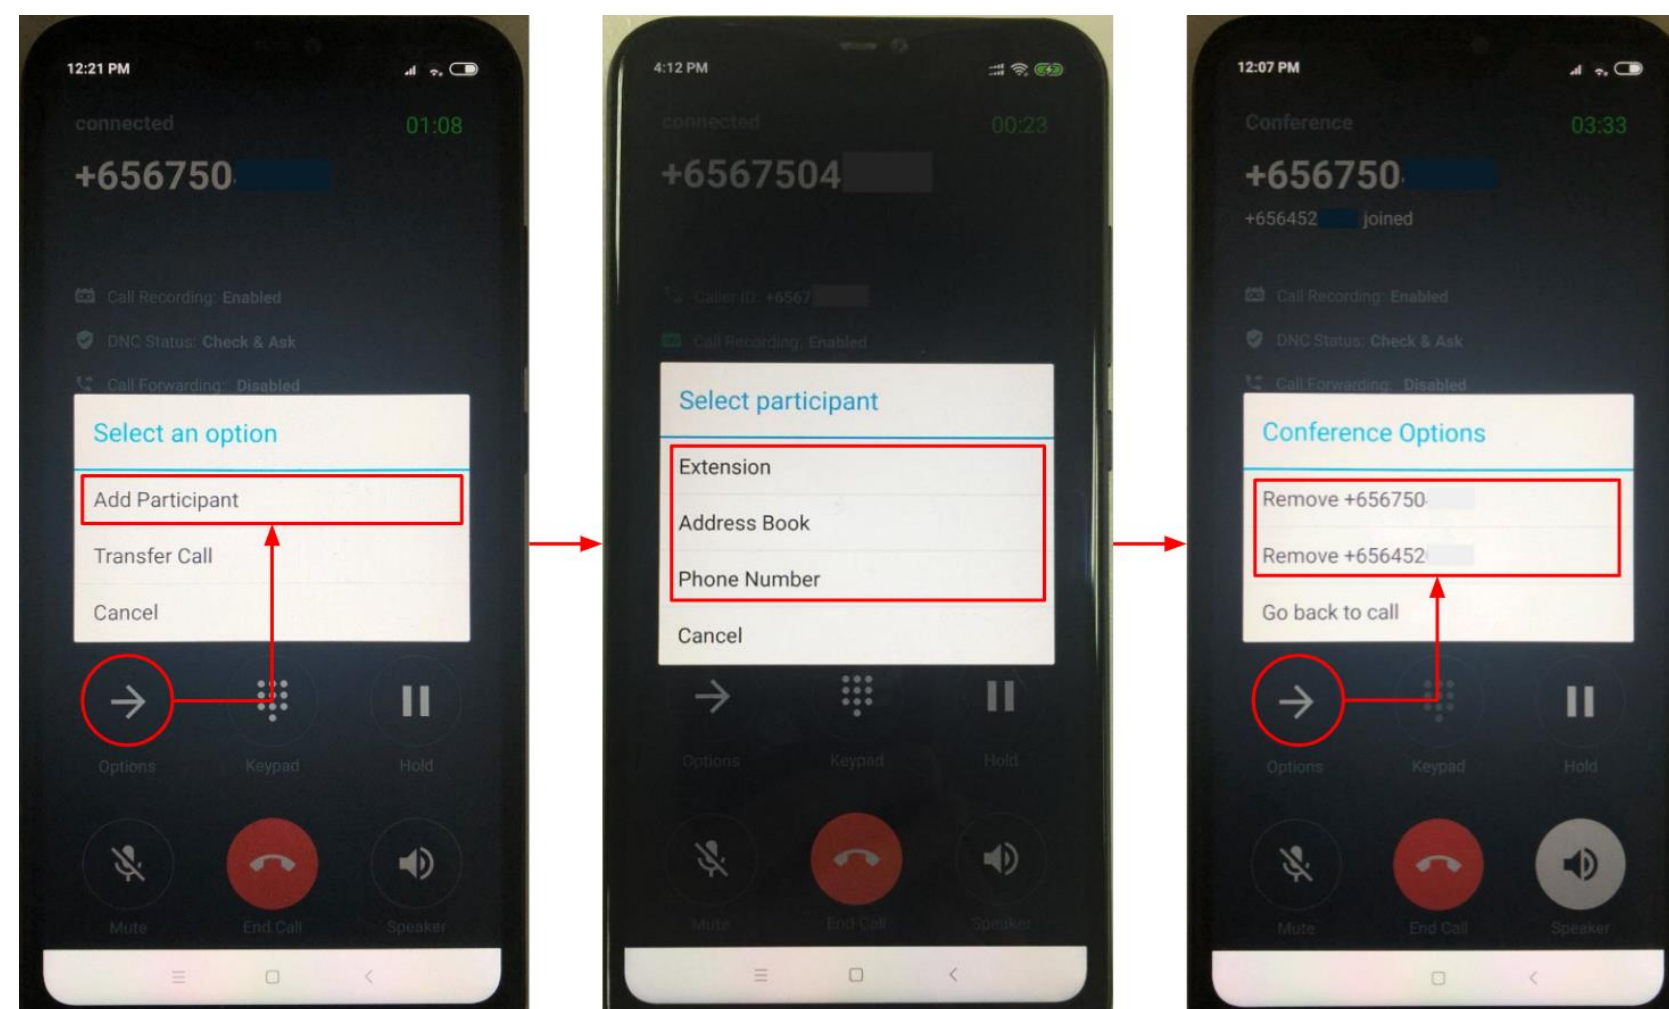 12:21 PM
connected 01:08
+656750
Call Recording: Enabled
DNC Status: Check & Ask
Call Forwarding: Disabled
Select an option
Add Participant
Transfer Call
Cancel
Options Keypad Hold
Mute End Call Speaker
4:12 PM
connected 00:23
+6567504
Caller ID: +6567
Call Recording: Enabled
Select participant
Extension
Address Book
Phone Number
Cancel
Options Keypad Hold
Mute End Call Speaker
12:07 PM
Conference 03:33
+656750
+656452 joined
Call Recording: Enabled
DNC Status: Check & Ask
Call Forwarding: Disabled
Conference Options
Remove +656750
Remove +656452
Go back to call
Options Keypad Hold
Mute End Call Speaker